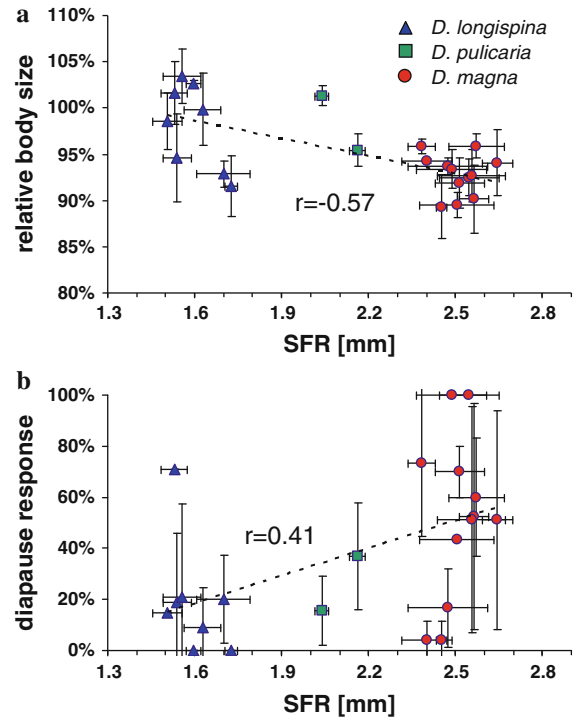 a
110%
105%
100%
95%
90%
85%
80%
relative body size
D. longispina
D. pulicaria
D. magna
r=-0.57
1.3 1.6 1.9 2.2 2.5 2.8
SFR [mm]
b
100%
80%
60%
40%
20%
0%
diapause response
r=0.41
1.3 1.6 1.9 2.2 2.5 2.8
SFR [mm]